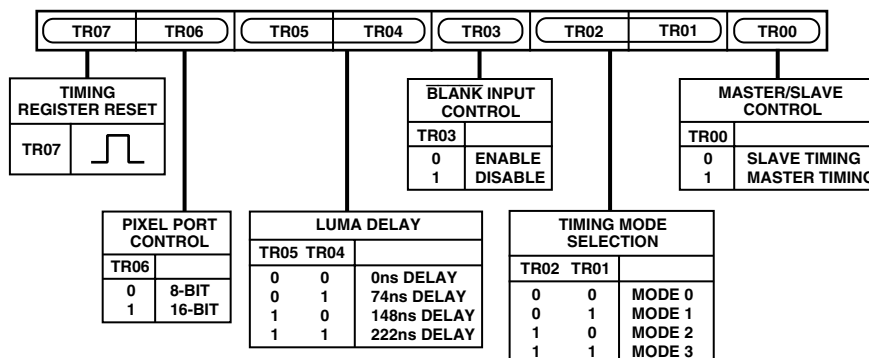 TR07 TR06 TR05 TR04 TR03 TR02 TR01 TR00
TIMING
REGISTER RESET
TR07
BLANK INPUT
CONTROL
TR03
0 ENABLE
1 DISABLE
MASTER/SLAVE
CONTROL
TR00
0 SLAVE TIMING
1 MASTER TIMING
PIXEL PORT
CONTROL
TR06
0 8-BIT
1 16-BIT
LUMA DELAY
TR05 TR04
0 0 0ns DELAY
0 1 74ns DELAY
1 0 148ns DELAY
1 1 222ns DELAY
TIMING MODE
SELECTION
TR02 TR01
0 0 MODE 0
0 1 MODE 1
1 0 MODE 2
1 1 MODE 3